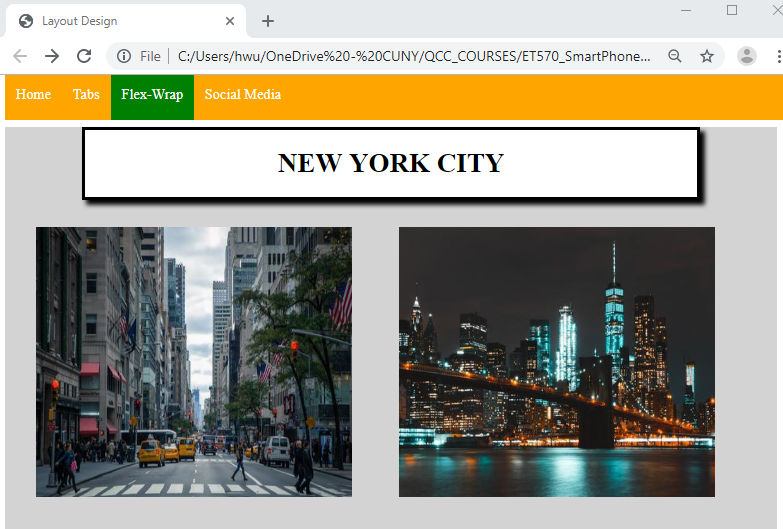 Layout Design
File C:/Users/hwu/OneDrive%20-%20CUNY/QCC_COURSES/ET570_SmartPhone...
Home Tabs Flex-Wrap Social Media
NEW YORK CITY